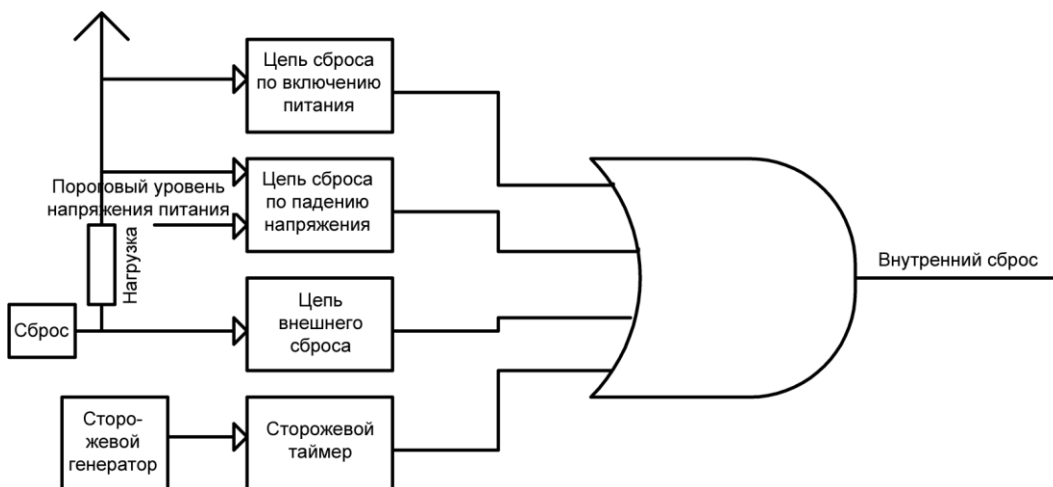 Цепь сброса
по включению
питания
Пороговый уровень
напряжения питания
Цепь сброса
по падению
напряжения
Внутренний сброс
Нагрузка
Сброс
Цепь
внешнего
сброса
Сторо-
жевой
генератор
Сторожевой
таймер